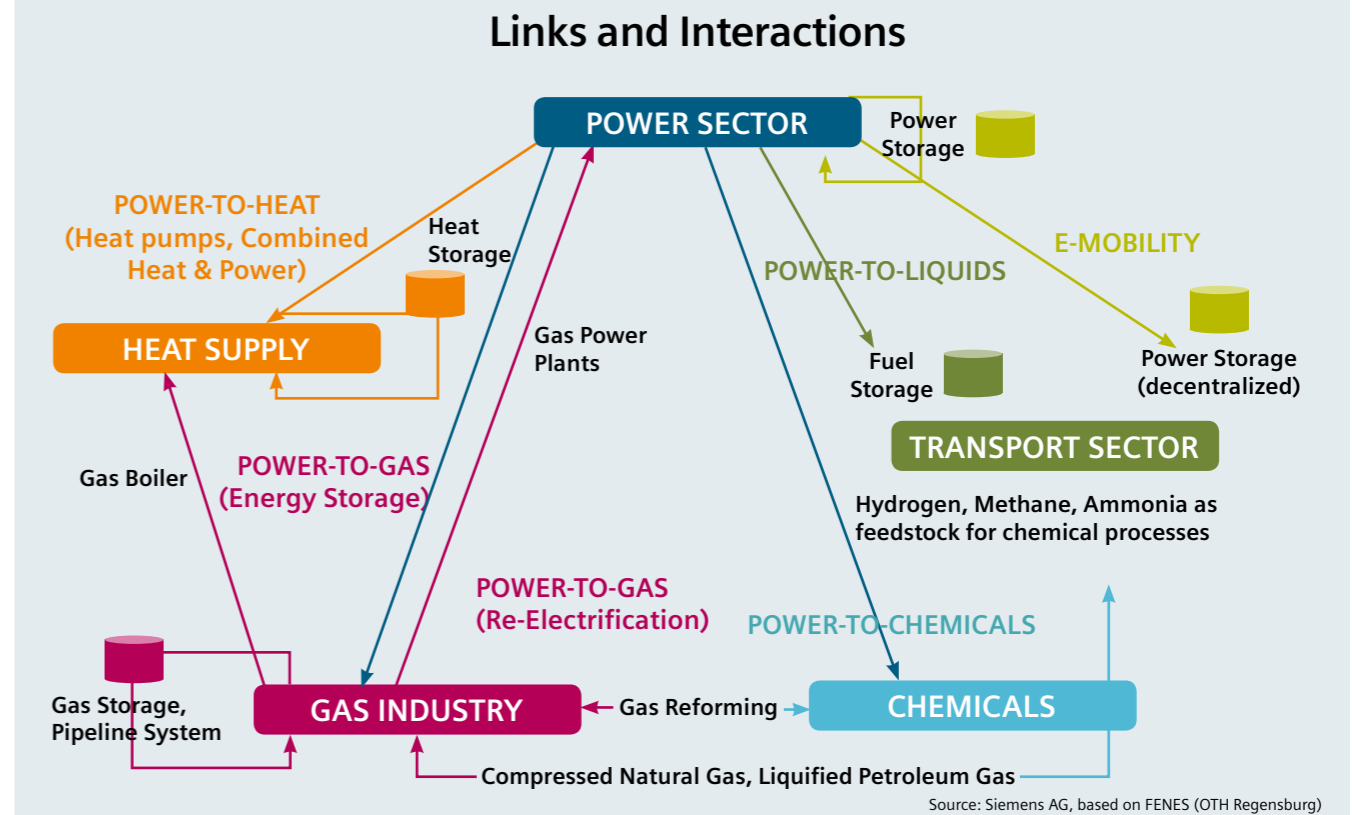 Links and Interactions
POWER SECTOR
Power
Storage
POWER-TO-HEAT
(Heat pumps, Combined
Heat & Power)
Heat
Storage
E-MOBILITY
POWER-TO-LIQUIDS
HEAT SUPPLY
Gas Power
Plants
Fuel
Storage
Power Storage
(decentralized)
TRANSPORT SECTOR
Gas Boiler
POWER-TO-GAS
(Energy Storage)
Hydrogen, Methane, Ammonia as
feedstock for chemical processes
POWER-TO-GAS
(Re-Electrification)
POWER-TO-CHEMICALS
Gas Storage,
Pipeline System
GAS INDUSTRY
Gas Reforming
CHEMICALS
Compressed Natural Gas, Liquified Petroleum Gas
Source: Siemens AG, based on FENES (OTH Regensburg)